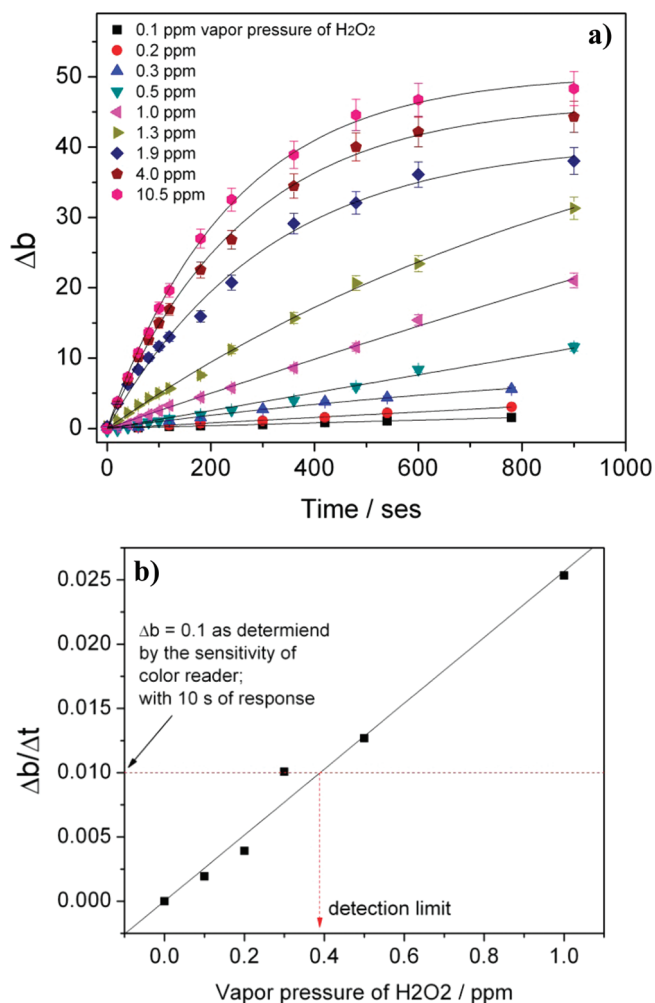 a)
0.1 ppm vapor pressure of H2O2
0.2 ppm
0.3 ppm
0.5 ppm
1.0 ppm
1.3 ppm
1.9 ppm
4.0 ppm
10.5 ppm
50
40
30
20
10
0
Δb
0 200 400 600 800 1000
Time / ses
b)
Δb = 0.1 as determiend
by the sensitivity of
color reader;
with 10 s of response
0.025
0.020
0.015
0.010
0.005
0.000
Δb/Δt
detection limit
0.0 0.2 0.4 0.6 0.8 1.0
Vapor pressure of H2O2 / ppm